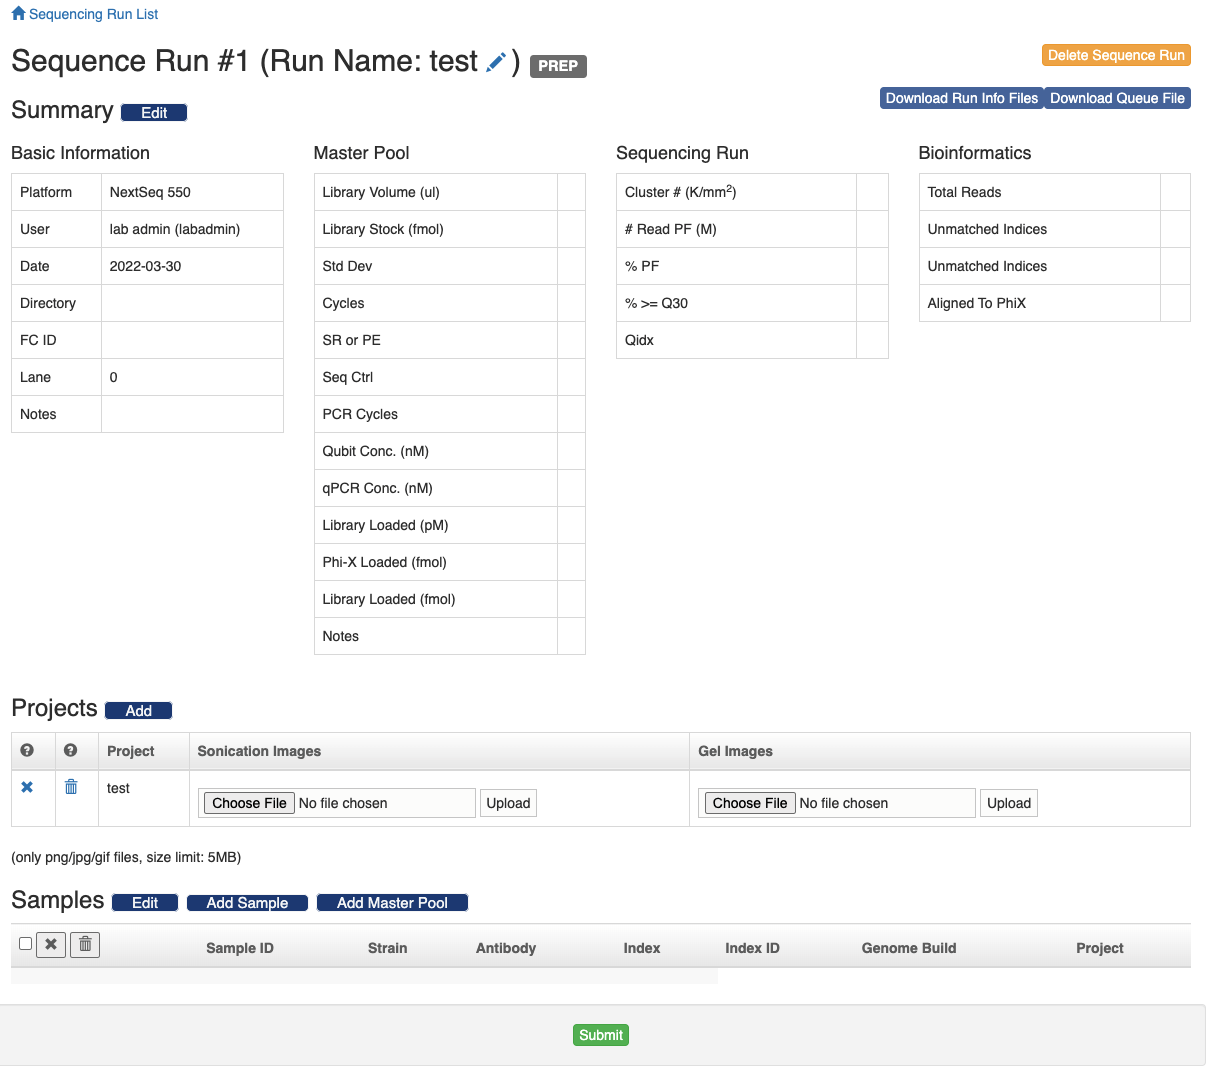 Sequencing Run List
Sequence Run #1 (Run Name: test ) PREP
Delete Sequence Run
Download Run Info Files Download Queue File
Summary Edit
Basic Information
Platform NextSeq 550
User lab admin (labadmin)
Date 2022-03-30
Directory
FC ID
Lane 0
Notes
Master Pool
Library Volume (ul)
Library Stock (fmol)
Std Dev
Cycles
SR or PE
Seq Ctrl
PCR Cycles
Qubit Conc. (nM)
qPCR Conc. (nM)
Library Loaded (pM)
Phi-X Loaded (fmol)
Library Loaded (fmol)
Notes
Sequencing Run
Cluster # (K/mm²)
# Read PF (M)
% PF
% >= Q30
Qidx
Bioinformatics
Total Reads
Unmatched Indices
Unmatched Indices
Aligned To PhiX
Projects Add
? ? Project Sonication Images Gel Images
test Choose File No file chosen Upload Choose File No file chosen Upload
(only png/jpg/gif files, size limit: 5MB)
Samples Edit Add Sample Add Master Pool
Sample ID Strain Antibody Index Index ID Genome Build Project
Submit